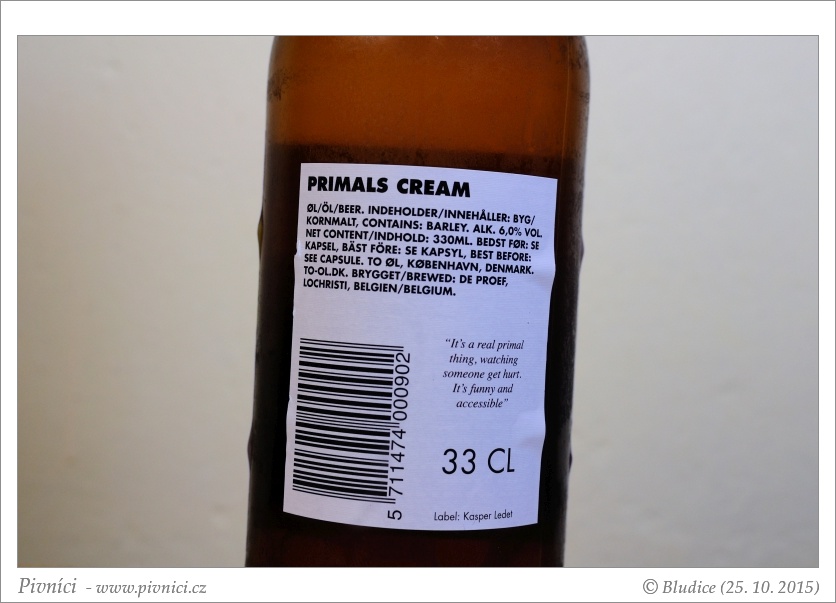 PRIMALS CREAM
ØL/ÖL/BEER. INDEHOLDER/INNEHÅLLER: BYG/
KORNMALT, CONTAINS: BARLEY. ALK. 6,0% VOL.
NET CONTENT/INDHOLD: 330ML. BEDST FØR: SE
KAPSEL, BÄST FÖRE: SE KAPSYL, BEST BEFORE:
SEE CAPSULE. TO ØL, KØBENHAVN, DENMARK.
TO-OL.DK. BRYGGET/BREWED: DE PROEF,
LOCHRISTI, BELGIEN/BELGIUM.
"It's a real primal
thing, watching
someone get hurt.
It's funny and
accessible"
5 711474 000902
33 CL
Label: Kasper Ledet
Pivníci - www.pivnici.cz
© Bludice (25. 10. 2015)